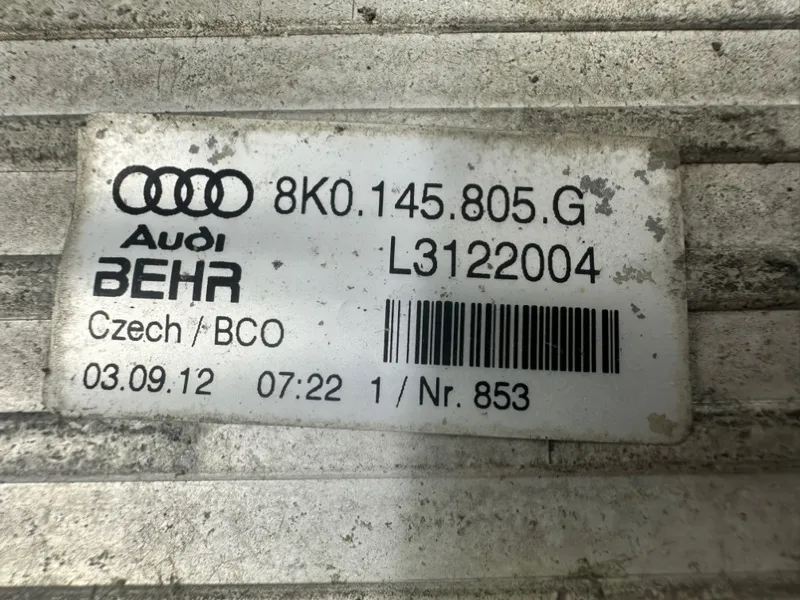 8K0.145.805.G
Audi
L3122004
BEHR
Czech / BCO
03.09.12 07:22 1 / Nr. 853